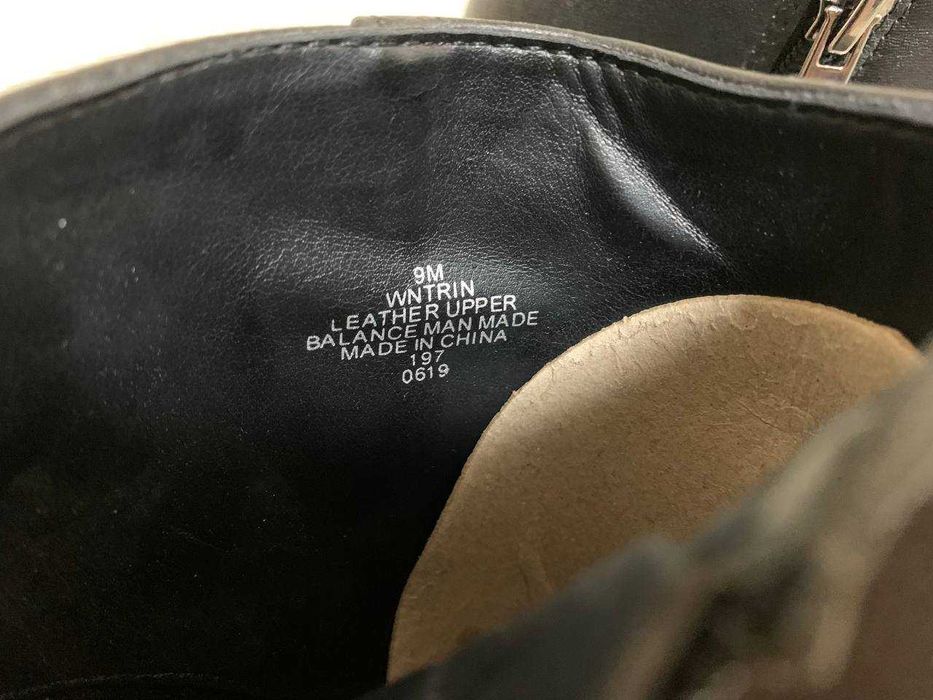 9M
WNTRIN
LEATHER UPPER
BALANCE MAN MADE
MADE IN CHINA
197
0619